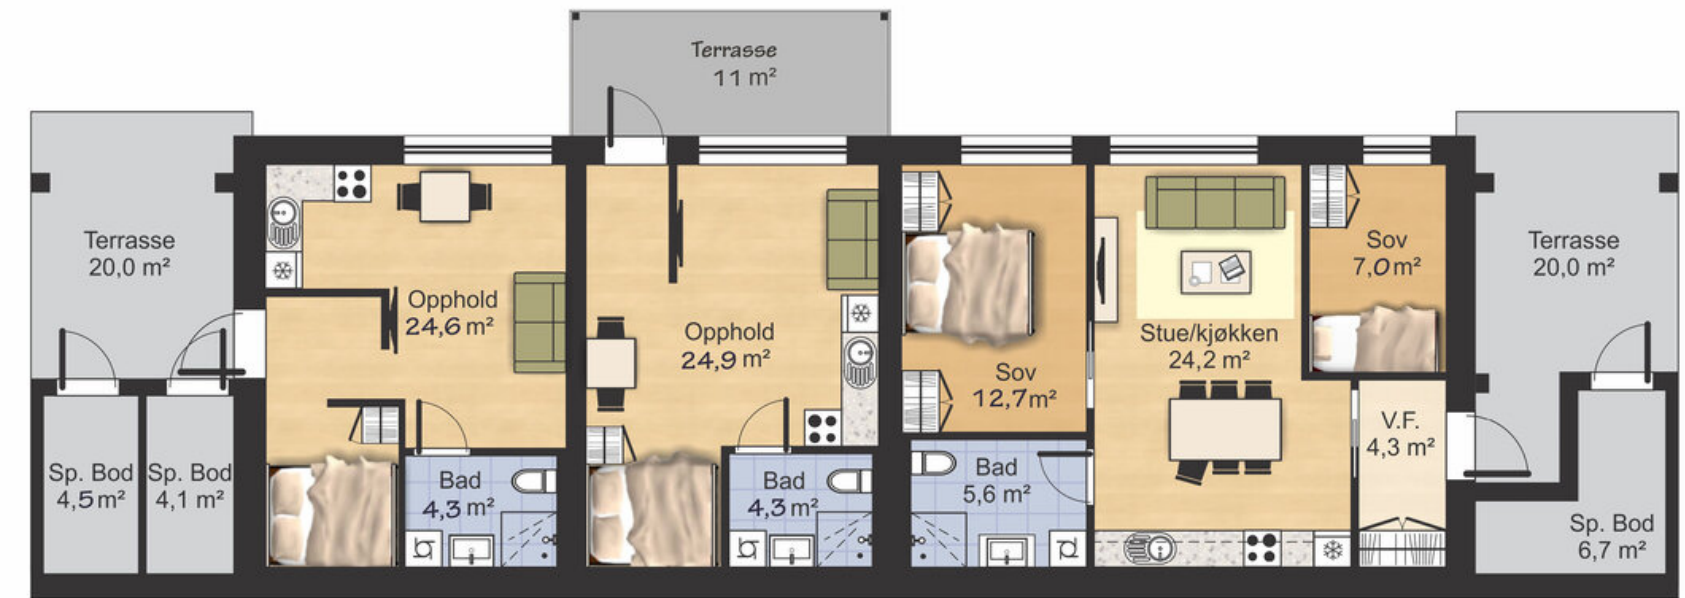 Terrasse
11 m²
Terrasse
20,0 m²
Opphold
24,6 m²
Opphold
24,9 m²
Sov
12,7m²
Stue/kjøkken
24,2 m²
Sov
7,0 m²
Terrasse
20,0 m²
V.F.
4,3 m²
Sp. Bod
4,5 m²
Sp. Bod
4,1 m²
Bad
4,3 m²
Bad
4,3 m²
Bad
5,6 m²
Sp. Bod
6,7 m²